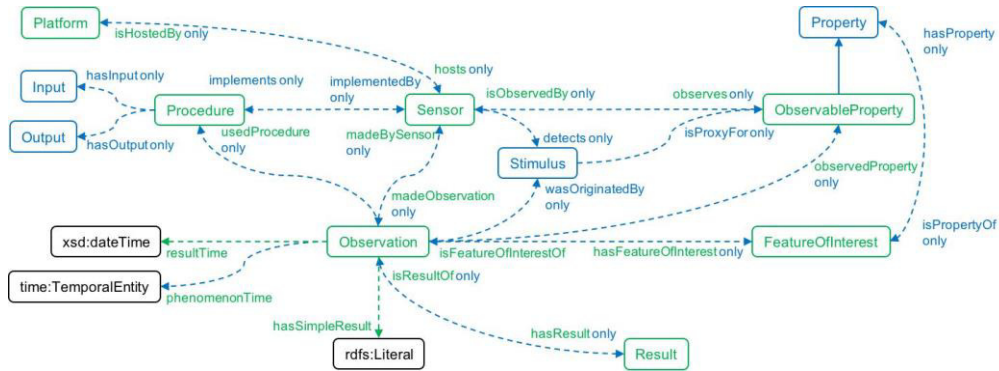 Platform
isHostedBy only
Property
hasProperty
only
hasInput only
implements only
implementedBy
only
hosts only
isObservedBy only
observes only
Input
Procedure
Sensor
ObservableProperty
Output
hasOutput only
usedProcedure
only
madeBySensor
only
detects only
isProxyFor only
Stimulus
observedProperty
only
madeObservation
only
wasOriginatedBy
only
isPropertyOf
only
xsd:dateTime
resultTime
Observation
isFeatureOfInterestOf
hasFeatureOfInterest only
FeatureOfInterest
isResultOf only
time:TemporalEntity
phenomenonTime
hasSimpleResult
hasResult only
rdfs:Literal
Result